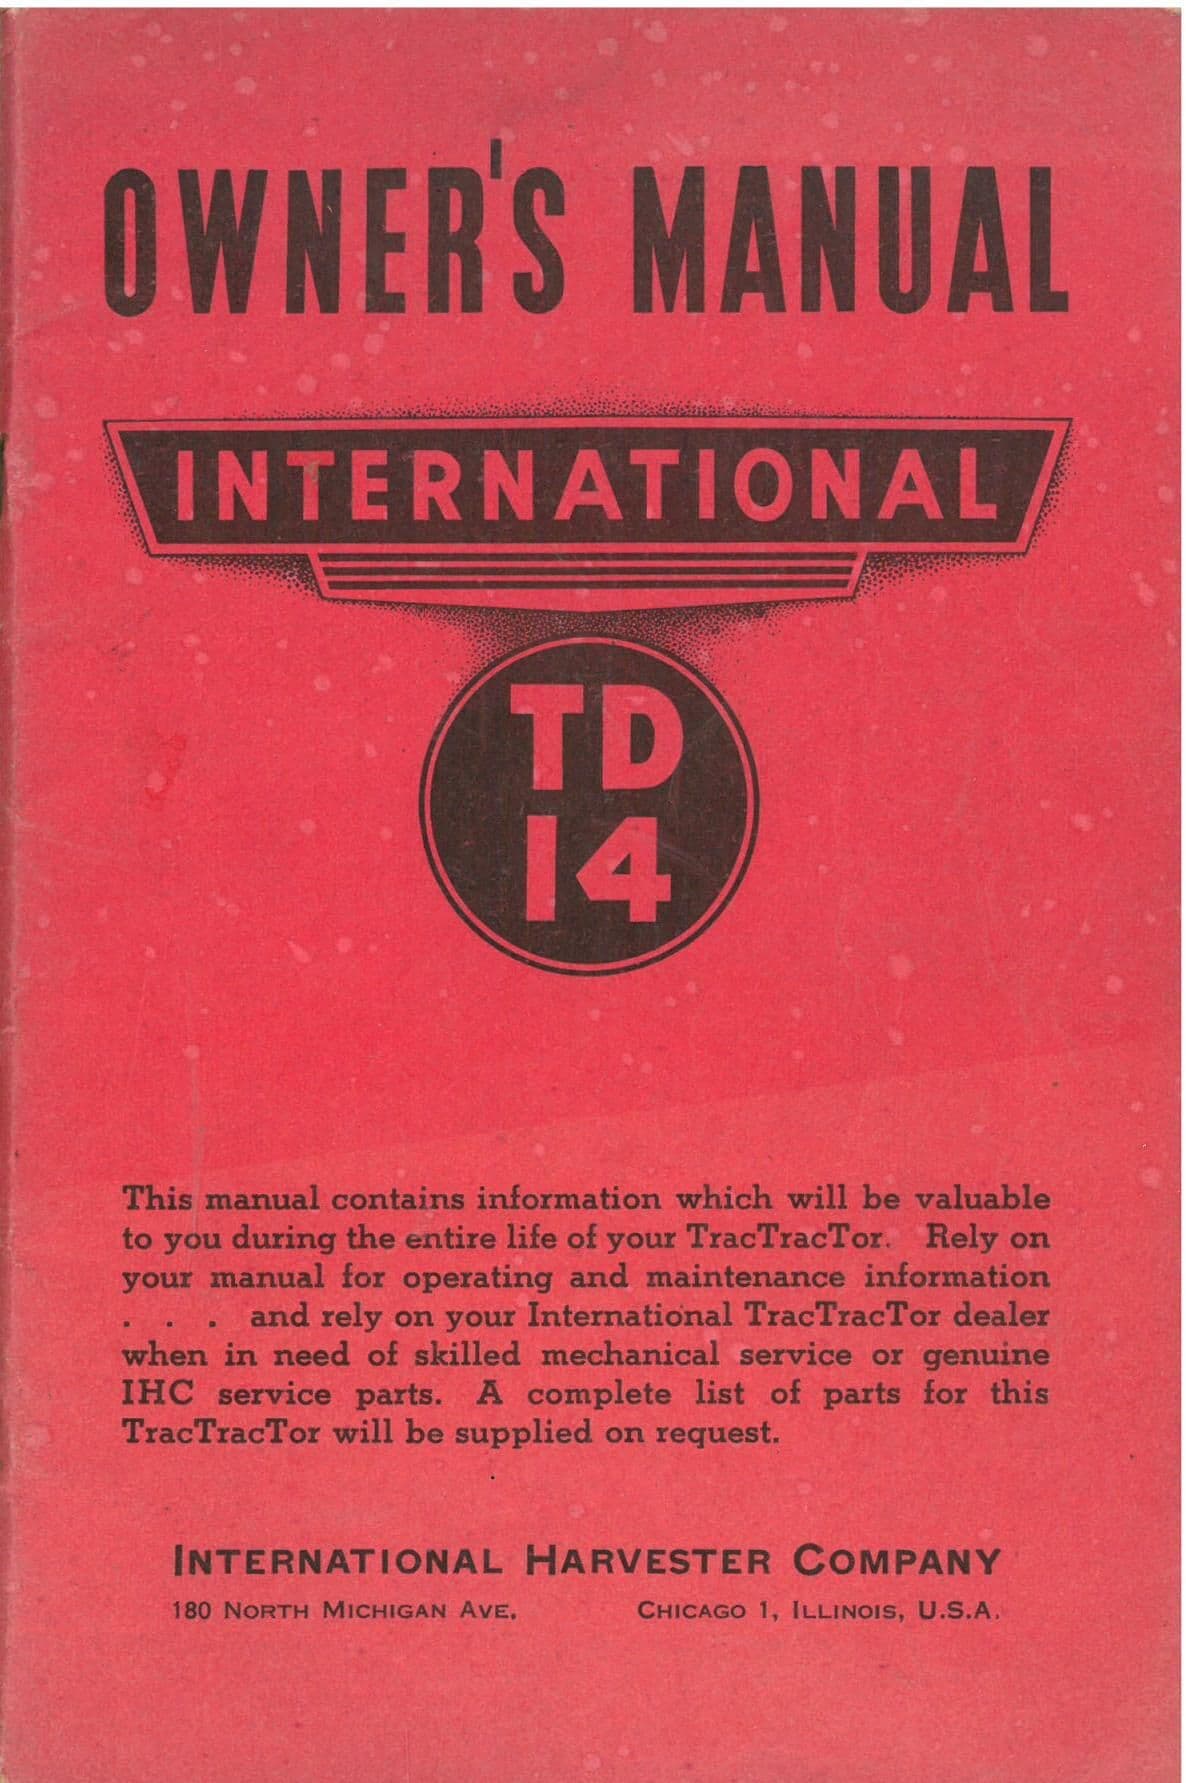 OWNER'S MANUAL
INTERNATIONAL
TD
14
This manual contains information which will be valuable
to you during the entire life of your TracTracTor. Rely on
your manual for operating and maintenance information
. . . and rely on your International TracTracTor dealer
when in need of skilled mechanical service or genuine
IHC service parts. A complete list of parts for this
TracTracTor will be supplied on request.
INTERNATIONAL HARVESTER COMPANY
180 NORTH MICHIGAN AVE. CHICAGO 1, ILLINOIS, U.S.A.